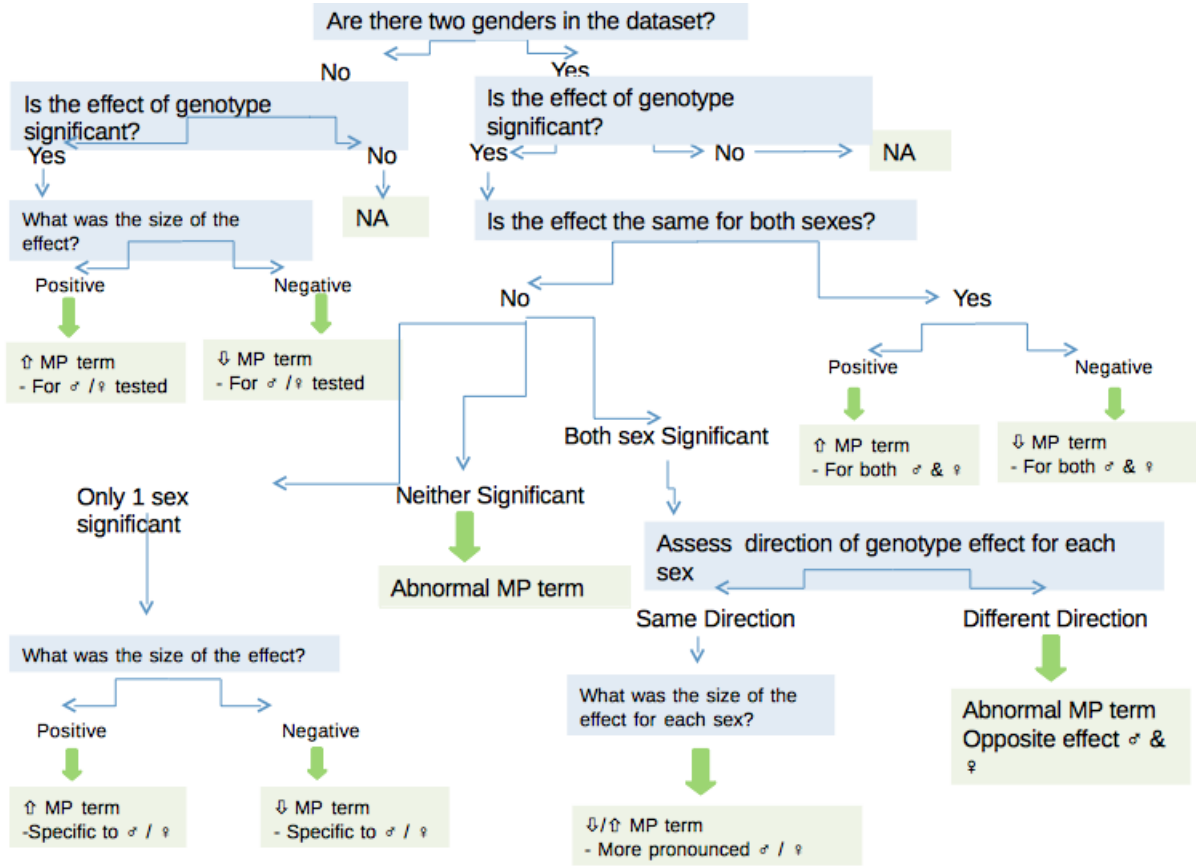 Are there two genders in the dataset?
No
Yes
Is the effect of genotype
significant?
Is the effect of genotype
significant?
Yes
No
Yes
No
NA
What was the size of the
effect?
NA
Is the effect the same for both sexes?
Positive
Negative
No
Yes
⇧ MP term
- For ♂ /♀ tested
⇩ MP term
- For ♂ /♀ tested
Positive
Negative
Both sex Significant
⇧ MP term
- For both ♂ & ♀
⇩ MP term
- For both ♂ & ♀
Only 1 sex
significant
Neither Significant
Assess direction of genotype effect for each
sex
Abnormal MP term
Same Direction
Different Direction
What was the size of the effect?
What was the size of the
effect for each sex?
Abnormal MP term
Opposite effect ♂ &
♀
Positive
Negative
⇧ MP term
-Specific to ♂ / ♀
⇩ MP term
- Specific to ♂ / ♀
⇩/⇧ MP term
- More pronounced ♂ / ♀